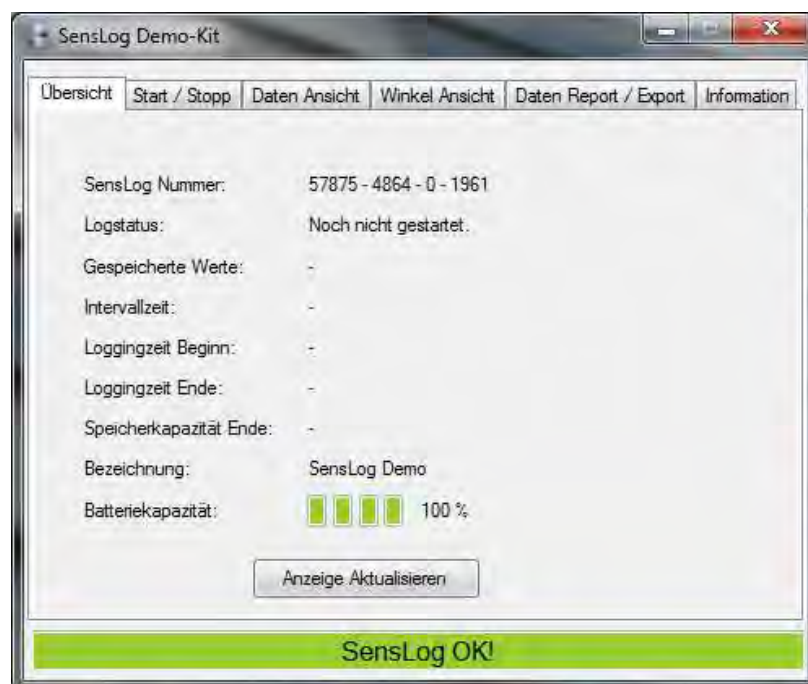 SensLog Demo-Kit
Übersicht Start / Stopp Daten Ansicht Winkel Ansicht Daten Report / Export Information
SensLog Nummer: 57875 - 4864 - 0 - 1961
Logstatus: Noch nicht gestartet.
Gespeicherte Werte: -
Intervallzeit: -
Loggingzeit Beginn: -
Loggingzeit Ende: -
Speicherkapazität Ende: -
Bezeichnung: SensLog Demo
Batteriekapazität: 100 %
Anzeige Aktualisieren
SensLog OK!